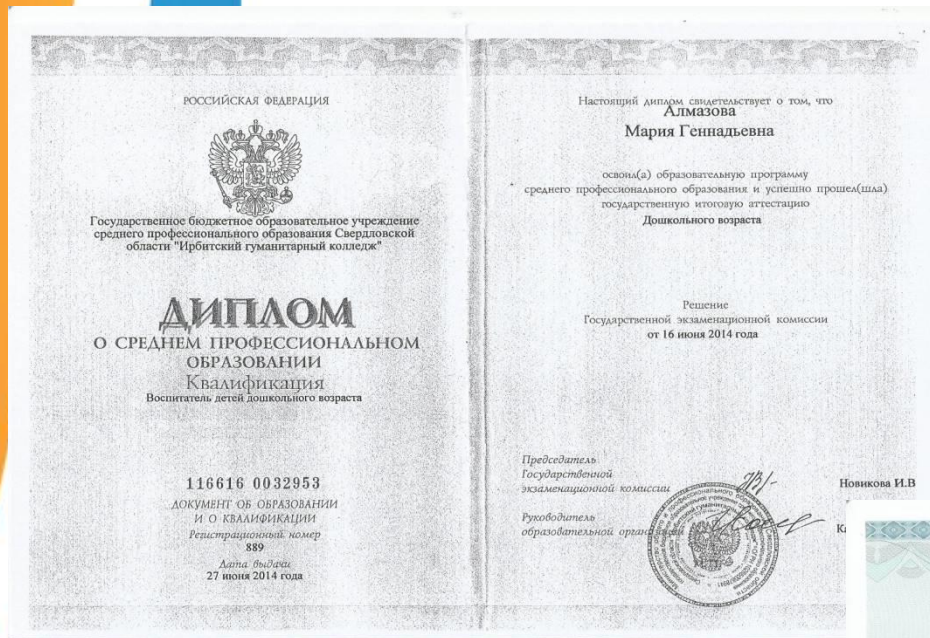 РОССИЙСКАЯ ФЕДЕРАЦИЯ
Государственное бюджетное образовательное учреждение
среднего профессионального образования Свердловской
области "Ирбитский гуманитарный колледж"
ДИПЛОМ
О СРЕДНЕМ ПРОФЕССИОНАЛЬНОМ
ОБРАЗОВАНИИ
Квалификация
Воспитатель детей дошкольного возраста
116616 0032953
ДОКУМЕНТ ОБ ОБРАЗОВАНИИ
И О КВАЛИФИКАЦИИ
Регистрационный номер
889
Дата выдачи
27 июня 2014 года
Настоящий диплом свидетельствует о том, что
Алмазова
Мария Геннадьевна
освоил(а) образовательную программу
среднего профессионального образования и успешно прошел(шла)
государственную итоговую аттестацию
Дошкольного возраста
Решение
Государственной экзаменационной комиссии
от 16 июня 2014 года
Председатель
Государственной
экзаменационной комиссии
Новикова И.В
Руководитель
образовательной